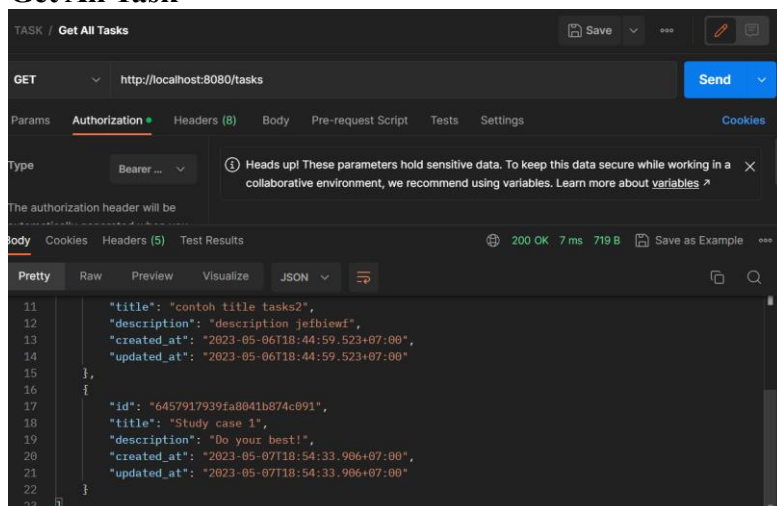 Get All Task
TASK / Get All Tasks
Save
GET http://localhost:8080/tasks Send
Params Authorization Headers (8) Body Pre-request Script Tests Settings Cookies
Type Bearer ... Heads up! These parameters hold sensitive data. To keep this data secure while working in a
collaborative environment, we recommend using variables. Learn more about variables ↗
The authorization header will be
Body Cookies Headers (5) Test Results 200 OK 7 ms 719 B Save as Example
Pretty Raw Preview Visualize JSON
11 "title": "contoh title tasks2",
12 "description": "description jefbiewf",
13 "created_at": "2023-05-06T18:44:59.523+07:00",
14 "updated_at": "2023-05-06T18:44:59.523+07:00"
15 },
16 {
17 "id": "6457917939fa8041b874c091",
18 "title": "Study case 1",
19 "description": "Do your best!",
20 "created_at": "2023-05-07T18:54:33.906+07:00",
21 "updated_at": "2023-05-07T18:54:33.906+07:00"
22 }
23 ]